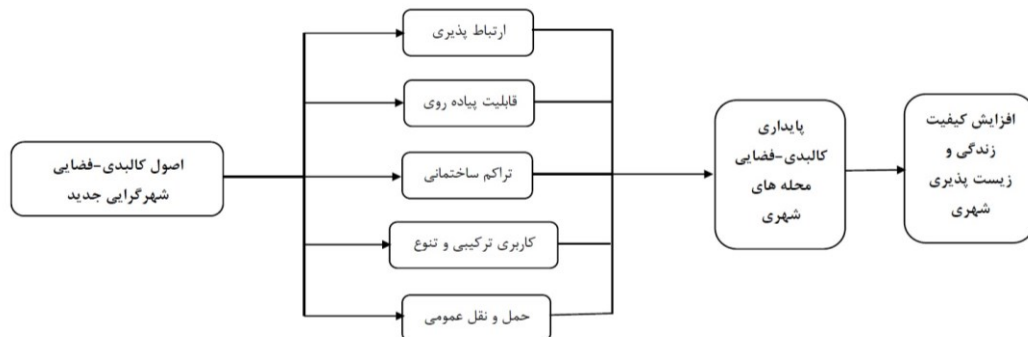 اصول کالبدی-فضایی
شهرگرایی جدید
ارتباط پذیری
قابلیت پیاده روی
تراکم ساختمانی
کاربری ترکیبی و تنوع
حمل و نقل عمومی
پایداری
کالبدی-فضایی
محله های
شهری
افزایش کیفیت
زندگی و
زیست پذیری
شهری